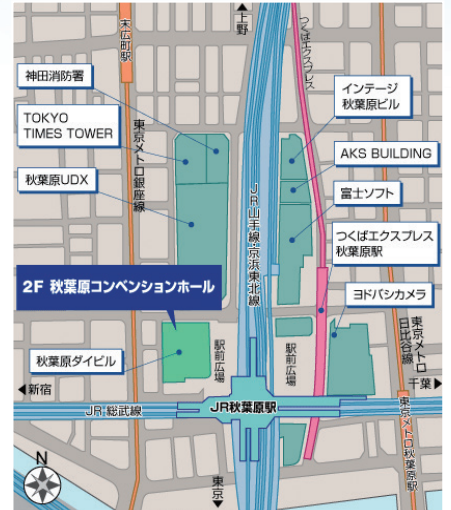 末広町駅
▲
上野
つくばエクスプレス
神田消防署
インテージ
秋葉原ビル
TOKYO
TIMES TOWER
東京メトロ銀座線
AKS BUILDING
秋葉原UDX
JR山手線・京浜東北線
富士ソフト
つくばエクスプレス
秋葉原駅
2F 秋葉原コンベンションホール
ヨドバシカメラ
東京メトロ
日比谷線
秋葉原ダイビル
駅前広場
駅前広場
◀新宿
千葉▶
JR 総武線
JR秋葉原駅
東京メトロ秋葉原駅
N
東京
▼